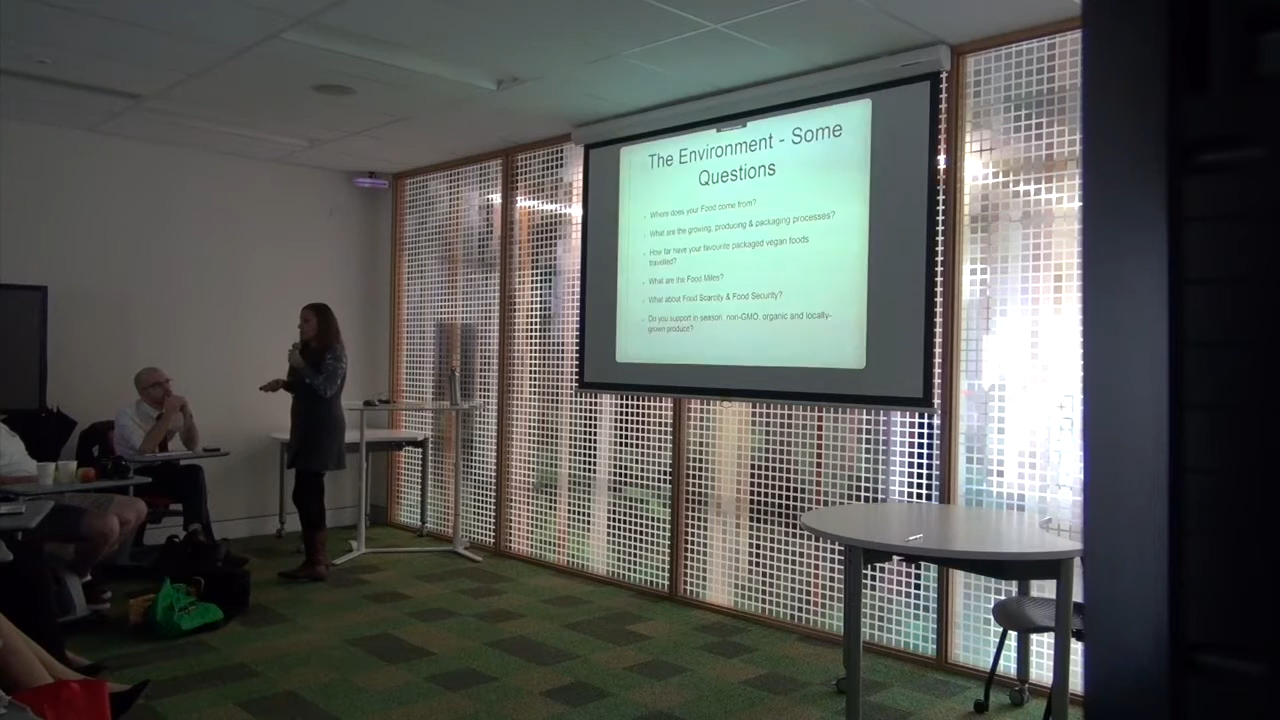 The Environment - Some
Questions
Where does your Food come from?
What are the growing, producing & packaging processes?
How far have your favourite packaged vegan foods
travelled?
What are the Food Miles?
What about Food Scarcity & Food Security?
Do you support in-season, non-GMO, organic and locally-
grown produce?